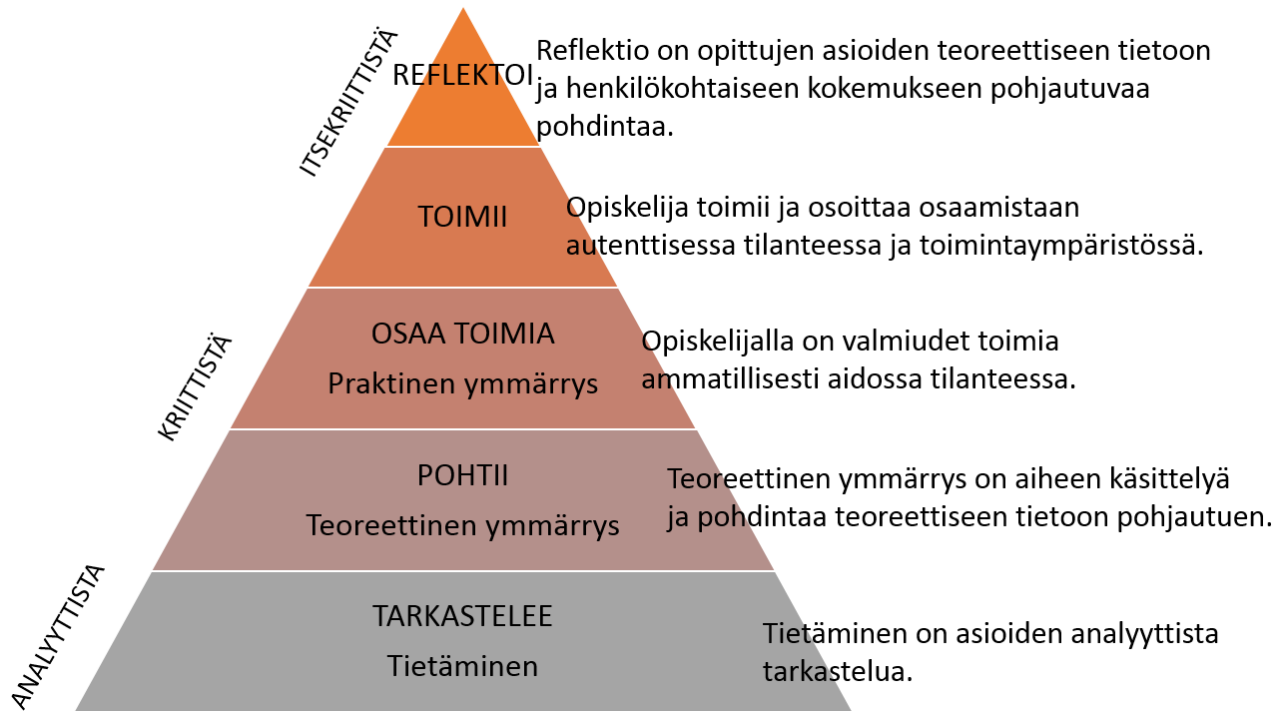 ITSEKRIITTISTÄ
REFLEKTOI
Reflektio on opittujen asioiden teoreettiseen tietoon
ja henkilökohtaiseen kokemukseen pohjautuvaa
pohdintaa.
TOIMII
Opiskelija toimii ja osoittaa osaamistaan
autenttisessa tilanteessa ja toimintaympäristössä.
KRIITTISTÄ
OSAA TOIMIA
Praktinen ymmärrys
Opiskelijalla on valmiudet toimia
ammatillisesti aidossa tilanteessa.
POHTII
Teoreettinen ymmärrys
Teoreettinen ymmärrys on aiheen käsittelyä
ja pohdintaa teoreettiseen tietoon pohjautuen.
ANALYYTTISTA
TARKASTELEE
Tietäminen
Tietäminen on asioiden analyyttista
tarkastelua.